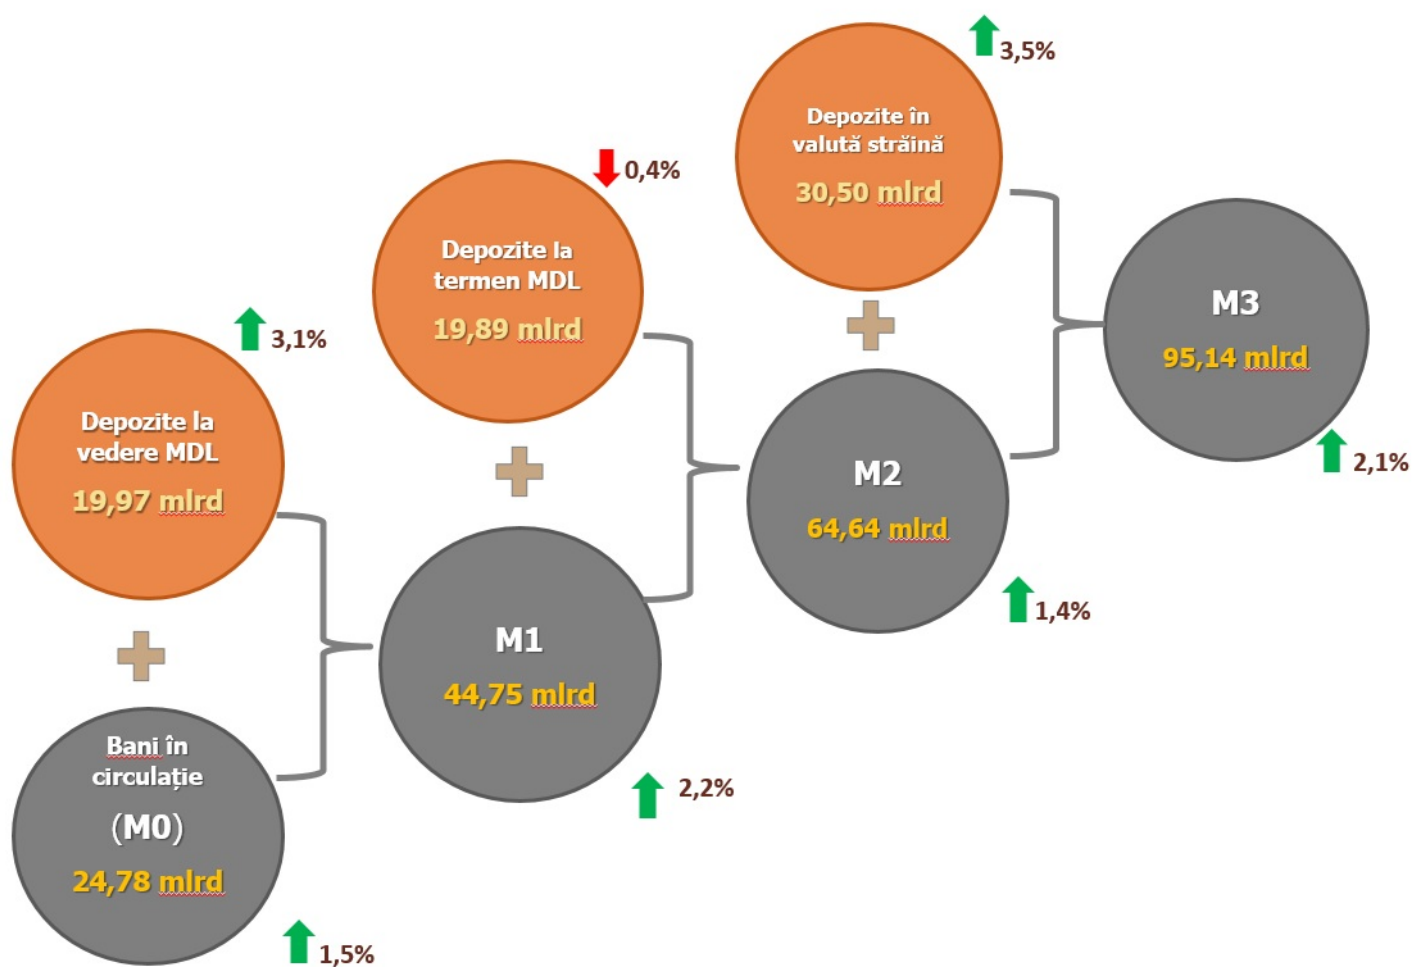 Depozite la
vedere MDL
19,97 mlrd
3,1%
Bani în
circulație
(M0)
24,78 mlrd
1,5%
Depozite la
termen MDL
19,89 mlrd
0,4%
M1
44,75 mlrd
2,2%
Depozite în
valută străină
30,50 mlrd
3,5%
M2
64,64 mlrd
1,4%
M3
95,14 mlrd
2,1%